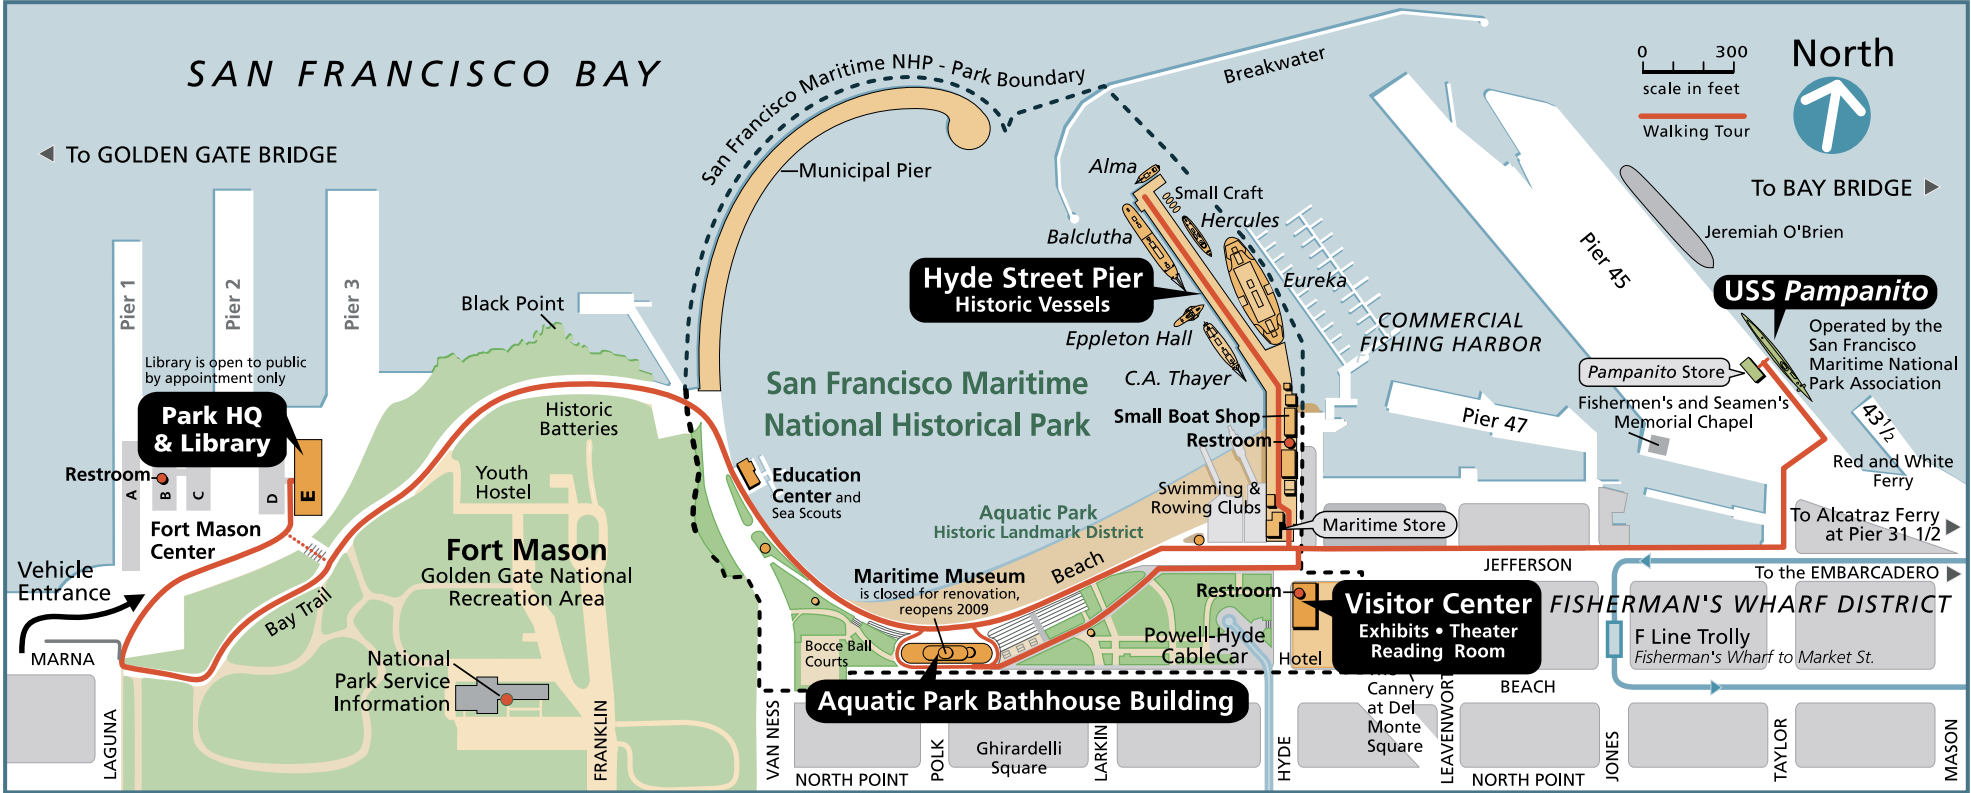 SAN FRANCISCO BAY
San Francisco Maritime NHP - Park Boundary
Breakwater
0 300
scale in feet
Walking Tour
North
To GOLDEN GATE BRIDGE
To BAY BRIDGE
Municipal Pier
Alma
Small Craft
Hercules
Balclutha
Eureka
Hyde Street Pier
Historic Vessels
Eppleton Hall
C.A. Thayer
Pier 45
Jeremiah O'Brien
USS Pampanito
Operated by the
San Francisco
Maritime National
Park Association
Pampanito Store
Fishermen's and Seamen's
Memorial Chapel
43½
Red and White
Ferry
COMMERCIAL
FISHING HARBOR
Pier 47
Pier 1
Pier 2
Pier 3
Black Point
Library is open to public
by appointment only
Park HQ
& Library
Restroom
A
B
C
D
E
Fort Mason
Center
Historic
Batteries
Youth
Hostel
San Francisco Maritime
National Historical Park
Small Boat Shop
Restroom
Education
Center and
Sea Scouts
Swimming &
Rowing Clubs
Aquatic Park
Historic Landmark District
Maritime Store
To Alcatraz Ferry
at Pier 31 1/2
Vehicle
Entrance
Fort Mason
Golden Gate National
Recreation Area
Bay Trail
Beach
Maritime Museum
is closed for renovation,
reopens 2009
JEFFERSON
To the EMBARCADERO
Restroom
Visitor Center
Exhibits • Theater
Reading Room
FISHERMAN'S WHARF DISTRICT
F Line Trolly
Fisherman's Wharf to Market St.
MARNA
National
Park Service
Information
Bocce Ball
Courts
Powell-Hyde
CableCar
Hotel
Aquatic Park Bathhouse Building
Cannery
at Del
Monte
Square
BEACH
LAGUNA
FRANKLIN
VAN NESS
POLK
Ghirardelli
Square
LARKIN
HYDE
LEAVENWORT
JONES
TAYLOR
MASON
NORTH POINT
NORTH POINT